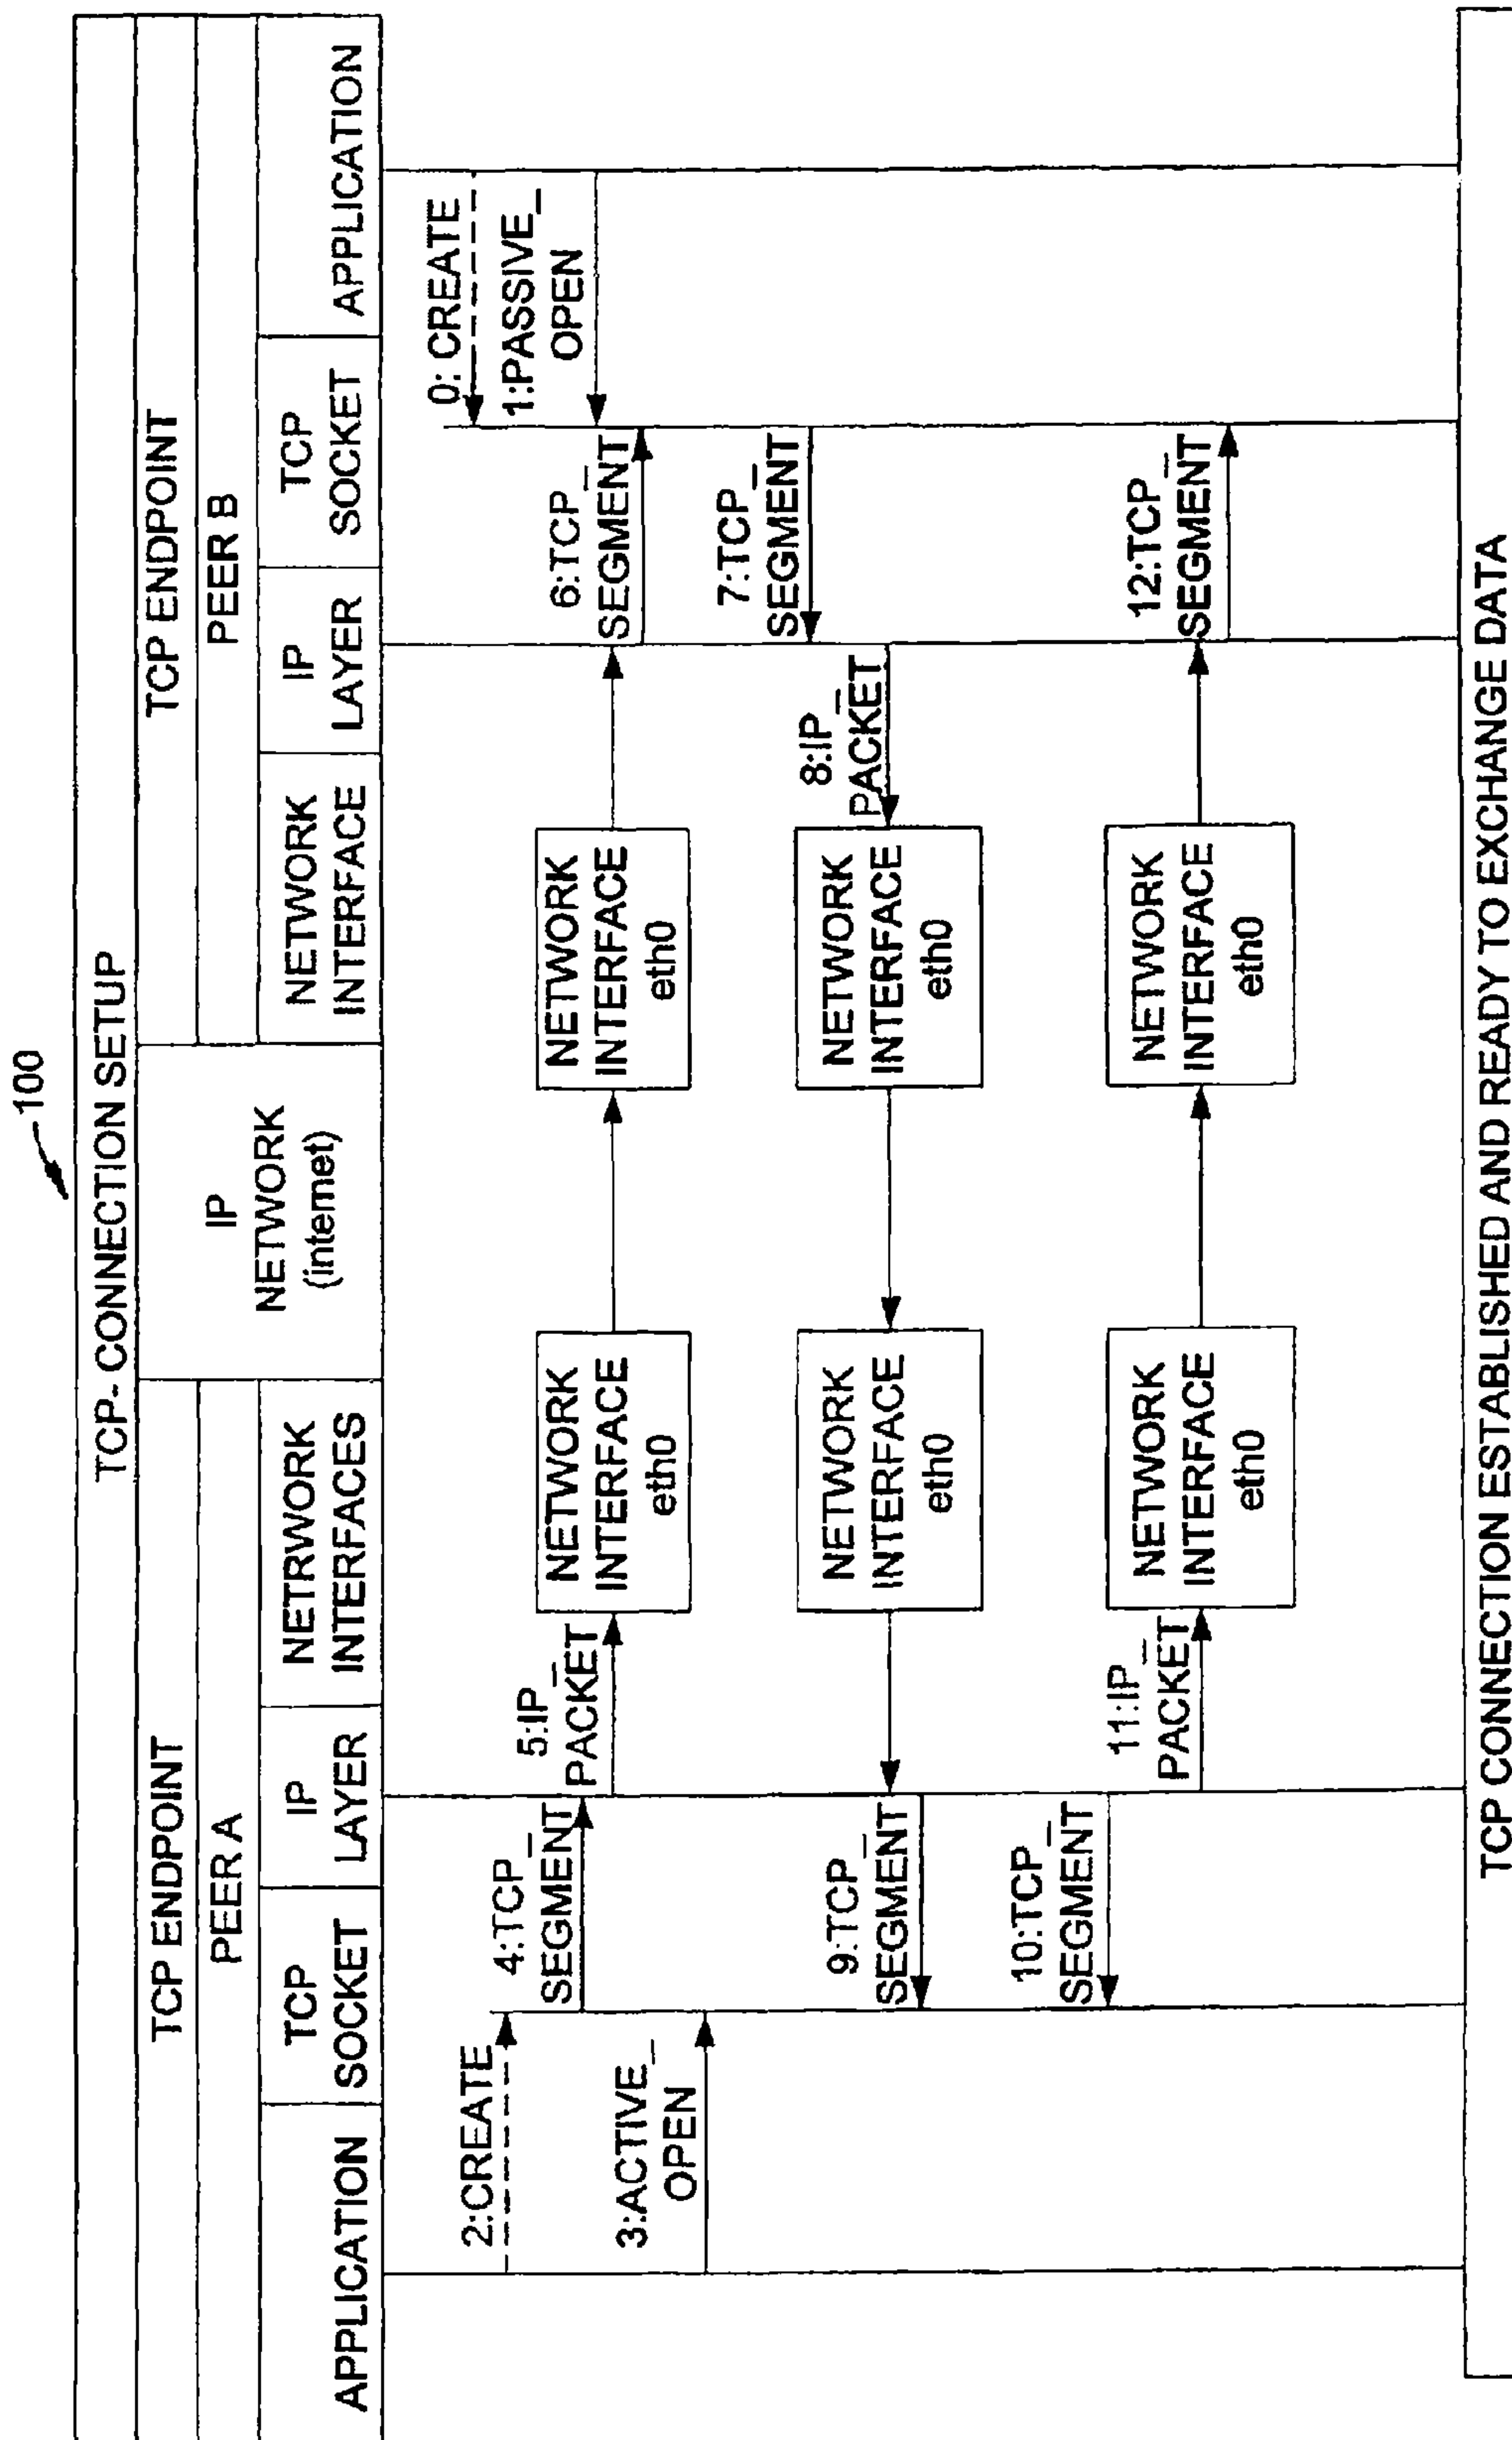 100
TCP- CONNECTION SETUP
TCP ENDPOINT
IP
NETWORK
(internet)
TCP ENDPOINT
PEER A
PEER B
APPLICATION
TCP
SOCKET
IP
LAYER
NETRWORK
INTERFACES
NETWORK
INTERFACE
IP
LAYER
TCP
SOCKET
APPLICATION
0: CREATE
1:PASSIVE_
OPEN
2:CREATE
3:ACTIVE_
OPEN
4:TCP_
SEGMENT
5:IP_
PACKET
NETWORK
INTERFACE
eth0
NETWORK
INTERFACE
eth0
6:TCP_
SEGMENT
7:TCP_
SEGMENT
8:IP_
PACKET
NETWORK
INTERFACE
eth0
NETWORK
INTERFACE
eth0
9:TCP_
SEGMENT
10:TCP_
SEGMENT
11:IP_
PACKET
NETWORK
INTERFACE
eth0
NETWORK
INTERFACE
eth0
12:TCP_
SEGMENT
TCP CONNECTION ESTABLISHED AND READY TO EXCHANGE DATA